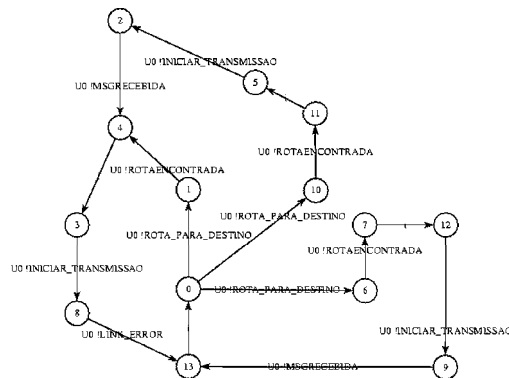 2
U0 !INICIAR_TRANSMISSAO
5
U0 !MSGRECEBIDA
11
4
U0 !ROTAENCONTRADA
U0 !ROTAENCONTRADA
1
10
U0 !ROTA_PARA_DESTINO
3
7
i
12
U0 !ROTA_PARA_DESTINO
U0 !ROTAENCONTRADA
U0 !INICIAR_TRANSMISSAO
0
U0 !ROTA_PARA_DESTINO
6
8
U0 !LINK_ERROR
U0 !INICIAR_TRANSMISSAO
13
U0 !MSGRECEBIDA
9